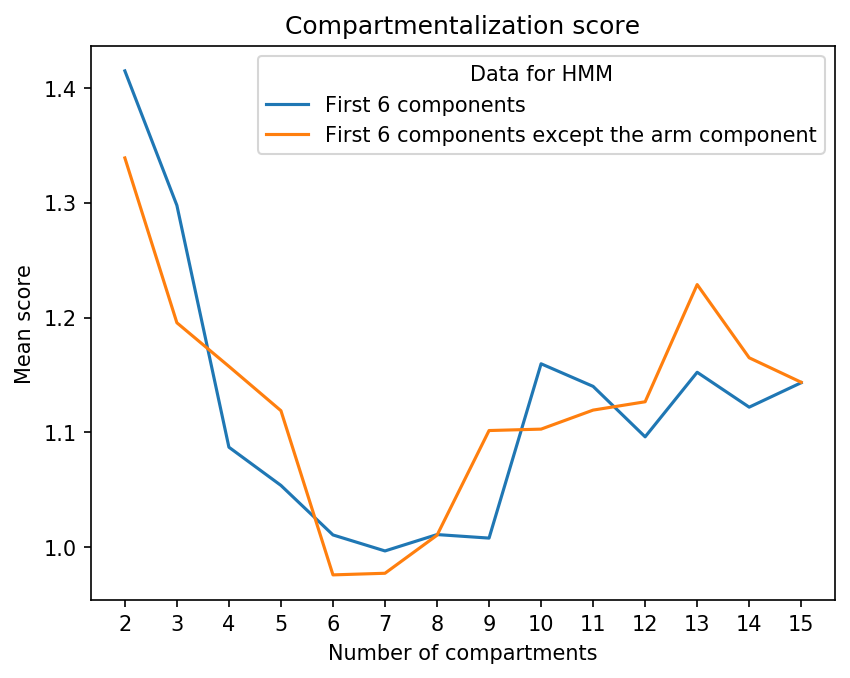 Compartmentalization score
Data for HMM
First 6 components
First 6 components except the arm component
Mean score
1.4
1.3
1.2
1.1
1.0
2 3 4 5 6 7 8 9 10 11 12 13 14 15
Number of compartments